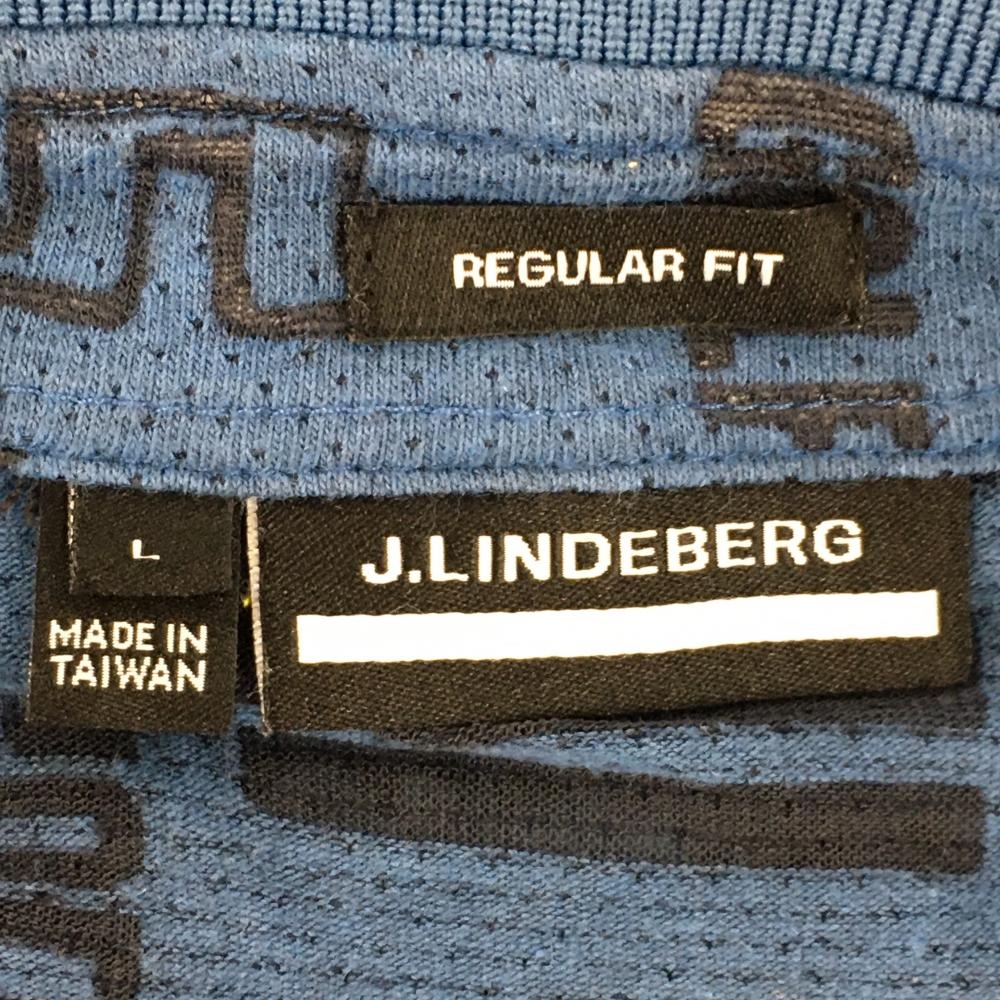 REGULAR FIT
L
J.LINDEBERG
MADE IN
TAIWAN